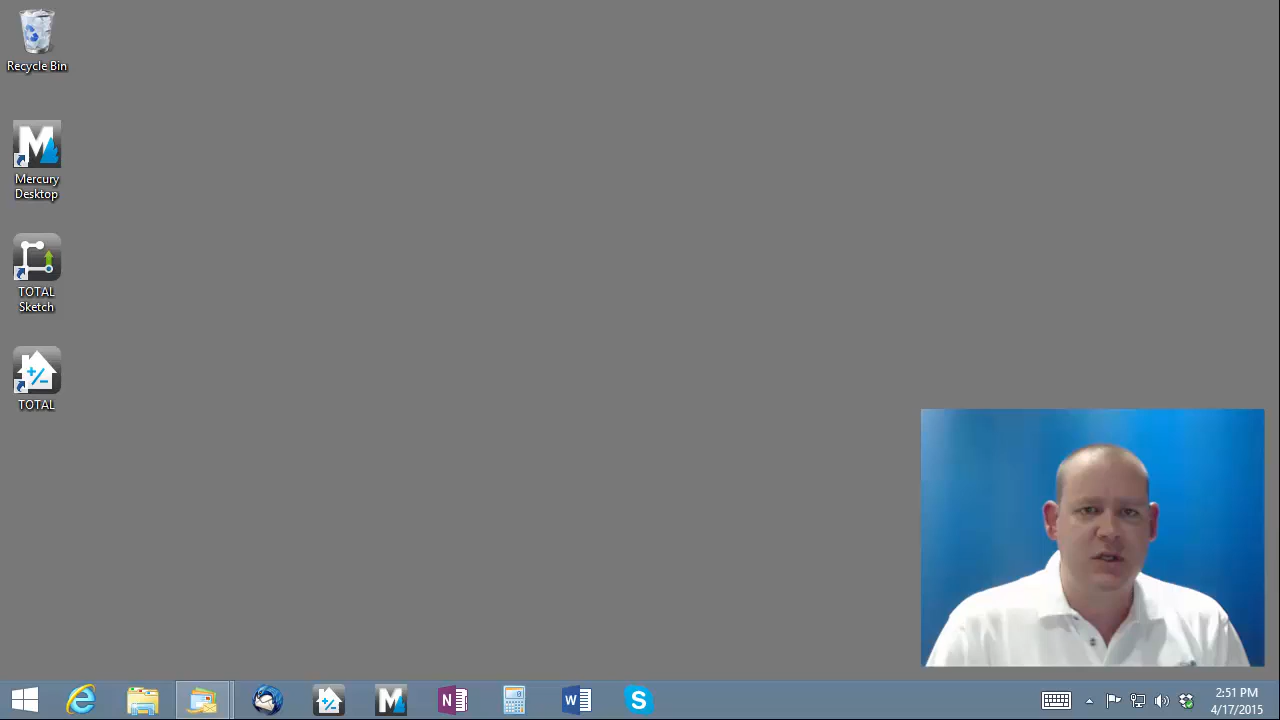 Recycle Bin
M
Mercury
Desktop
TOTAL
Sketch
+/-
TOTAL
N
W
S
M
2:51 PM
4/17/2015